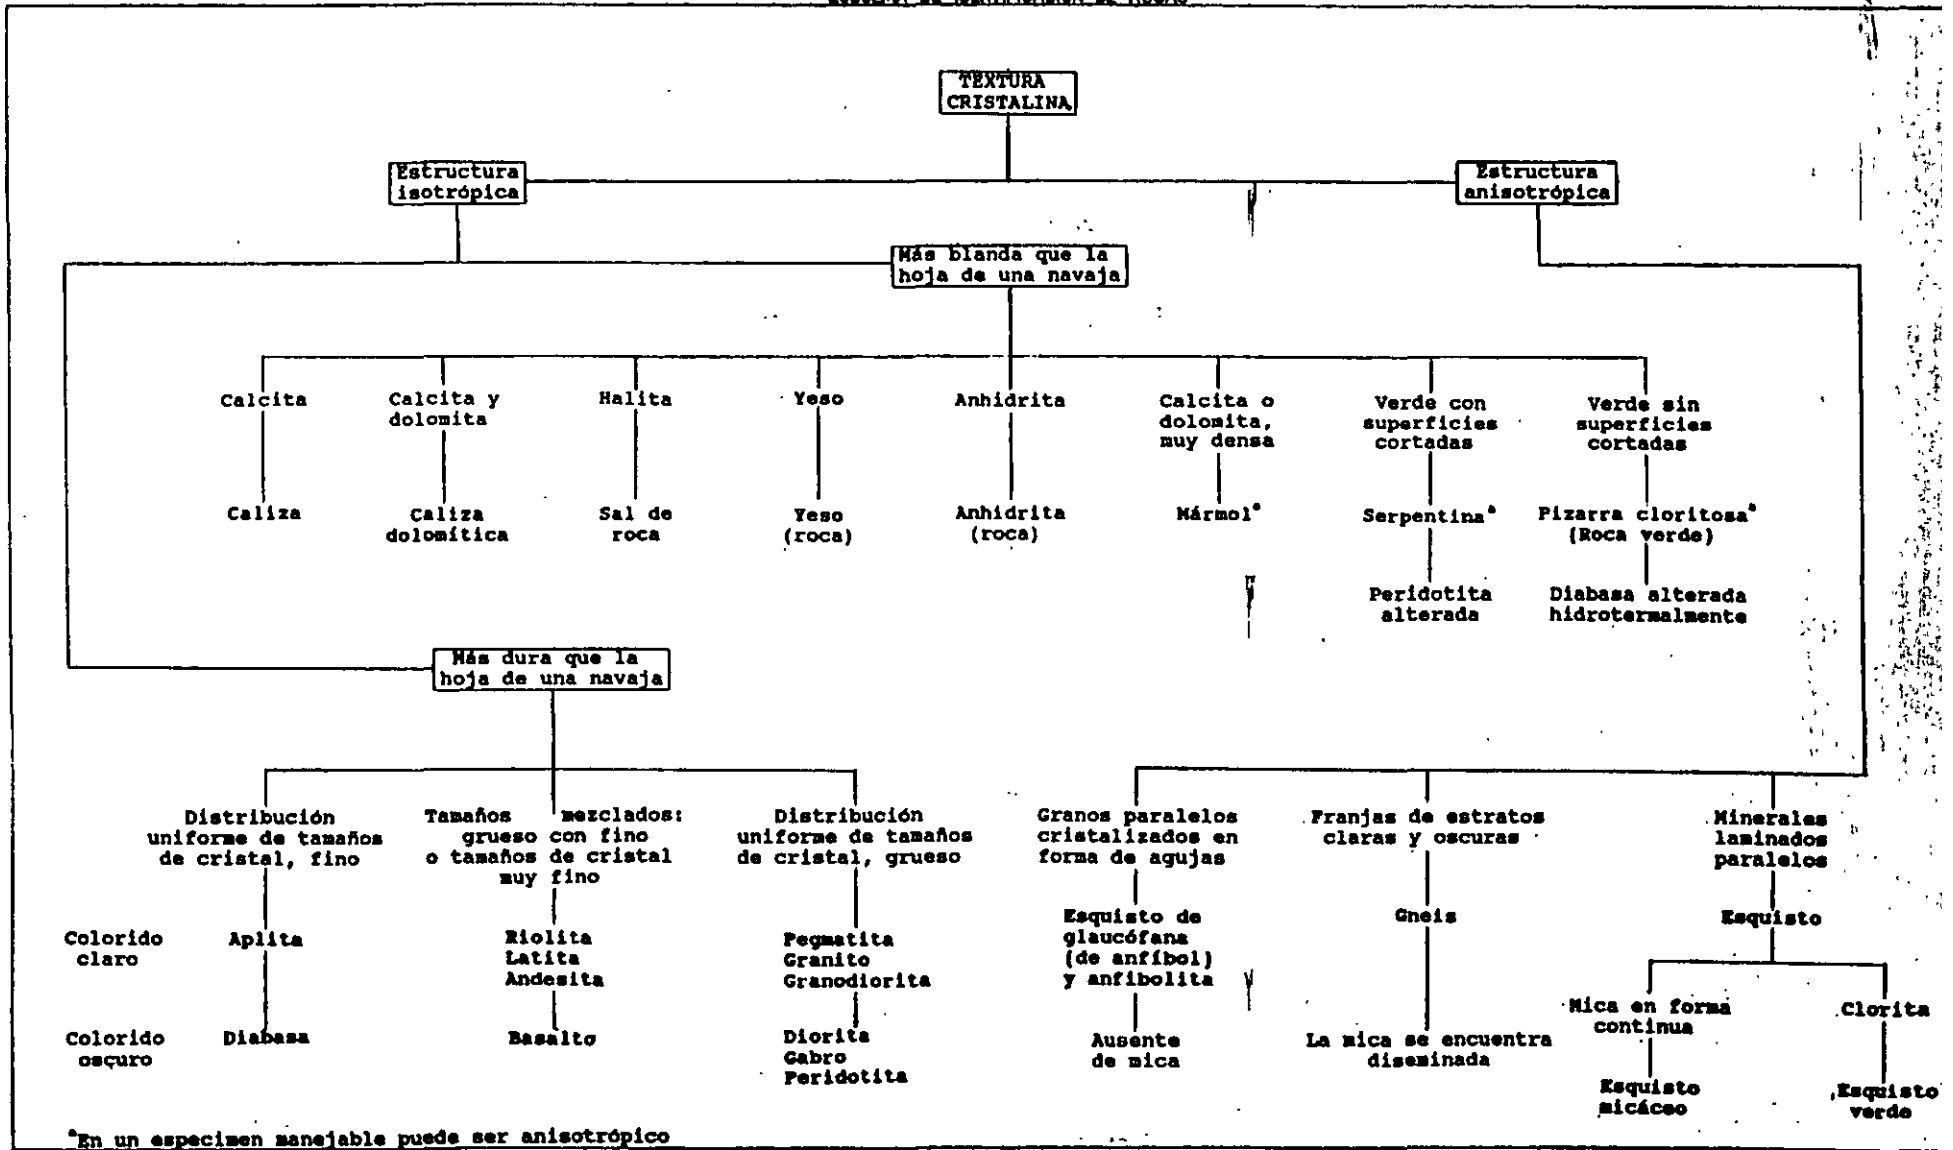 TEXTURA
CRISTALINA
Estructura
isotrópica
Estructura
anisotrópica
Más blanda que la
hoja de una navaja
Calcita
Calcita y
dolomita
Halita
Yeso
Anhidrita
Calcita o
dolomita,
muy densa
Verde con
superficies
cortadas
Verde sin
superficies
cortadas
Caliza
Caliza
dolomítica
Sal de
roca
Yeso
(roca)
Anhidrita
(roca)
Mármolª
Serpentinaª
Pizarra cloritosaª
(Roca verde)
Peridotita
alterada
Diabasa alterada
hidrotermalmente
Más dura que la
hoja de una navaja
Distribución
uniforme de tamaños
de cristal, fino
Tamaños mezclados:
grueso con fino
o tamaños de cristal
muy fino
Distribución
uniforme de tamaños
de cristal, grueso
Granos paralelos
cristalizados en
forma de agujas
Franjas de estratos
claras y oscuras
Minerales
laminados
paralelos
Colorido
claro
Aplita
Riolita
Latita
Andesita
Pegmatita
Granito
Granodiorita
Esquisto de
glaucófana
(de anfíbol)
y anfibolita
Gneis
Esquisto
Colorido
oscuro
Diabasa
Basalto
Diorita
Gabro
Peridotita
Ausente
de mica
La mica se encuentra
diseminada
Mica en forma
continua
Clorita
Esquisto
micáceo
Esquisto
verde
ªEn un especimen manejable puede ser anisotrópico